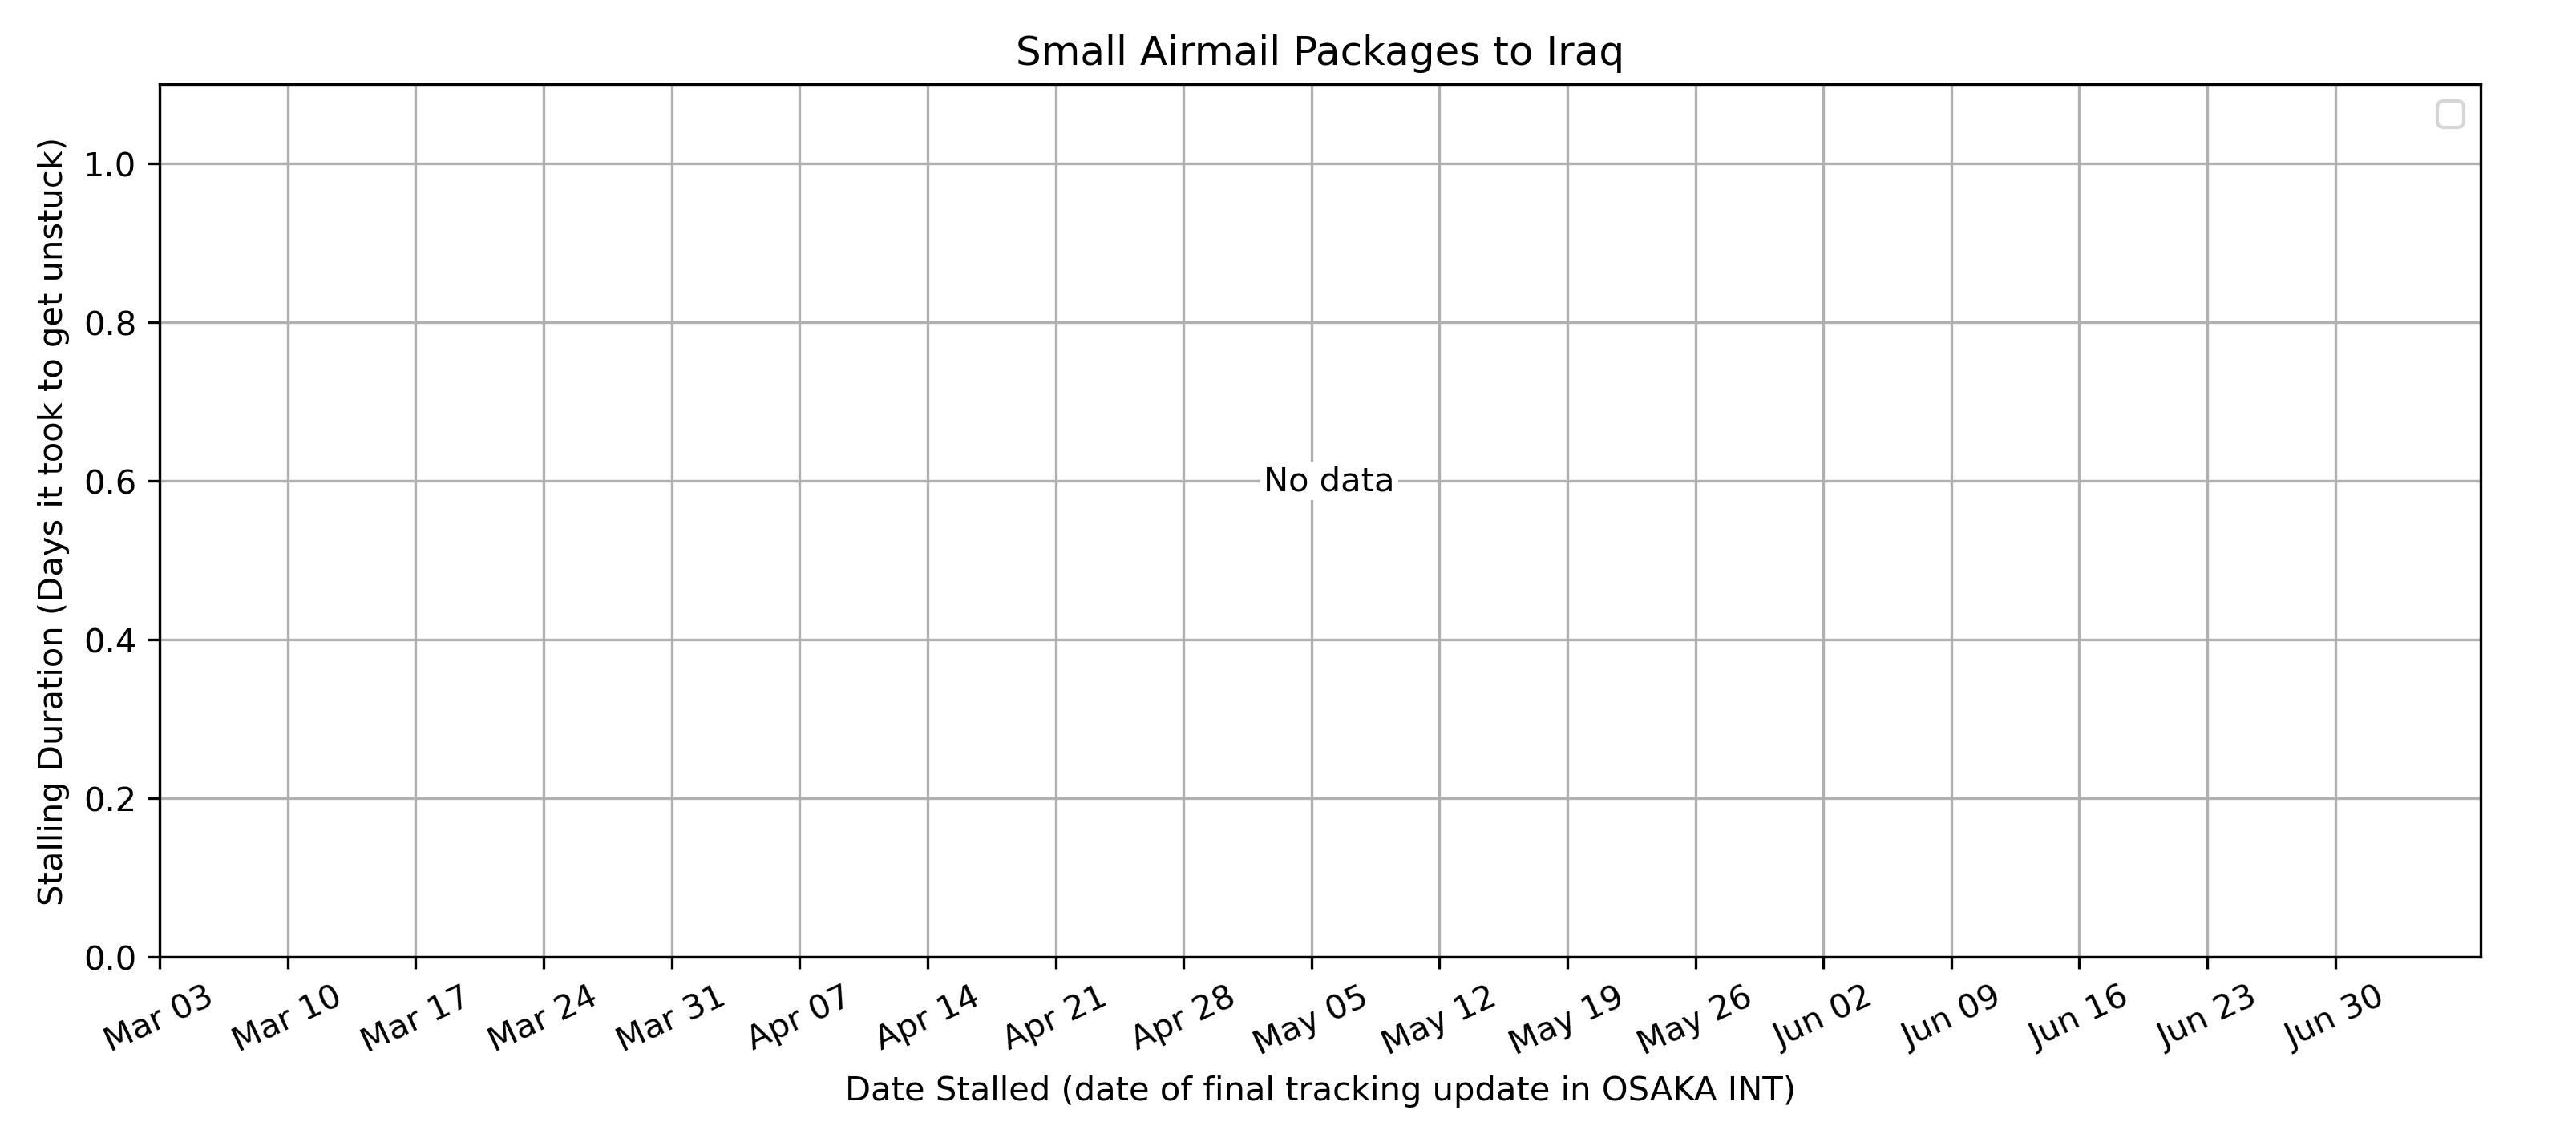 Small Airmail Packages to Iraq
Stalling Duration (Days it took to get unstuck)
1.0
0.8
0.6
0.4
0.2
0.0
No data
Mar 03
Mar 10
Mar 17
Mar 24
Mar 31
Apr 07
Apr 14
Apr 21
Apr 28
May 05
May 12
May 19
May 26
Jun 02
Jun 09
Jun 16
Jun 23
Jun 30
Date Stalled (date of final tracking update in OSAKA INT)